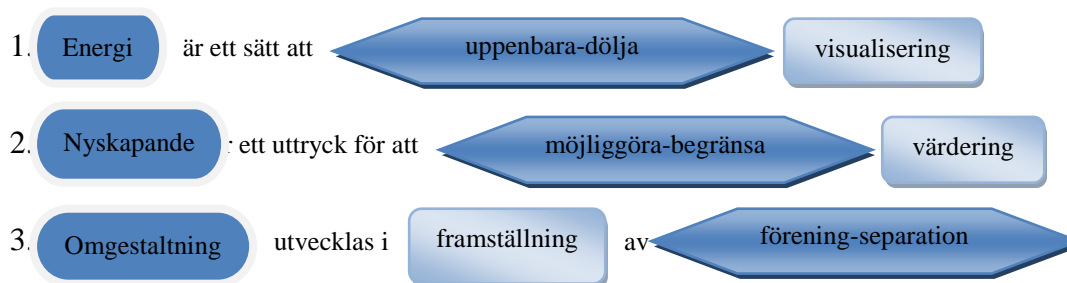 1. Energi är ett sätt att uppenbara-dölja visualisering
2. Nyskapande r ett uttryck för att möjliggöra-begränsa värdering
3. Omgestaltning utvecklas i framställning av förening-separation